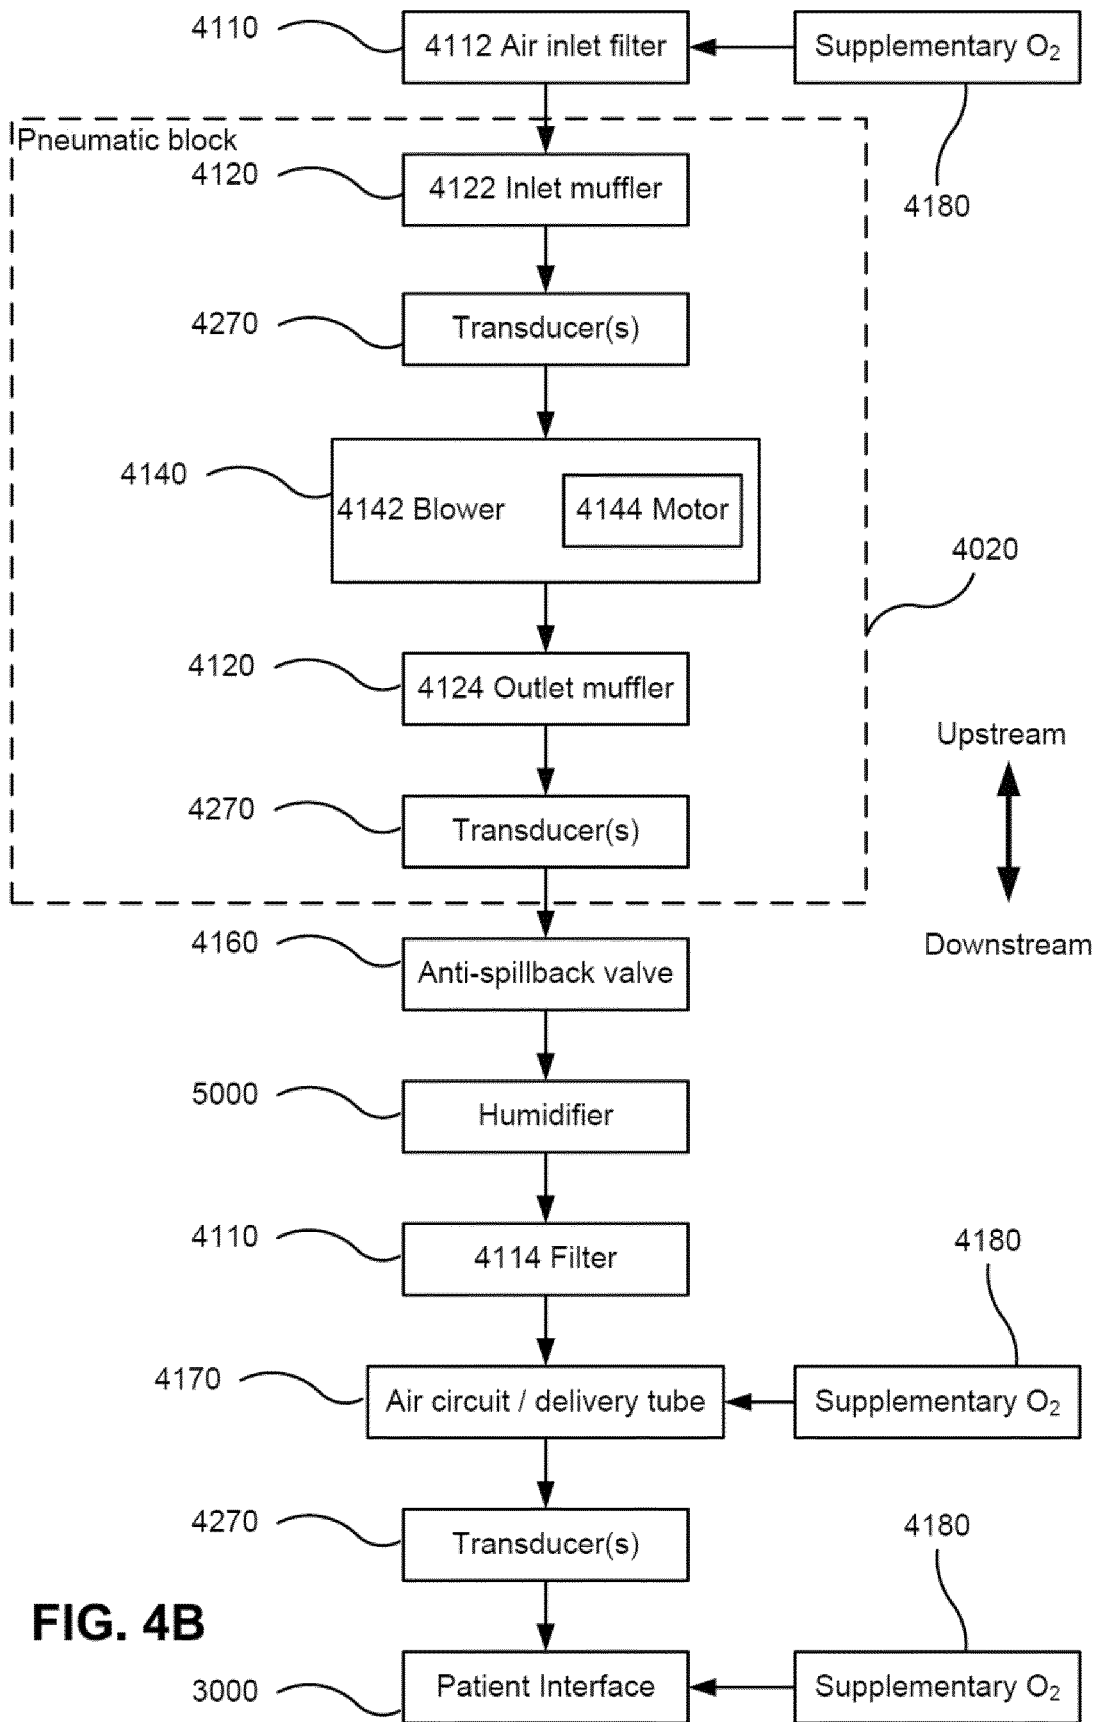 4110
4112 Air inlet filter
Supplementary O₂
Pneumatic block
4120
4122 Inlet muffler
4180
4270
Transducer(s)
4140
4142 Blower
4144 Motor
4020
4120
4124 Outlet muffler
Upstream
4270
Transducer(s)
4160
Anti-spillback valve
Downstream
5000
Humidifier
4110
4114 Filter
4180
4170
Air circuit / delivery tube
Supplementary O₂
4270
Transducer(s)
4180
FIG. 4B
3000
Patient Interface
Supplementary O₂